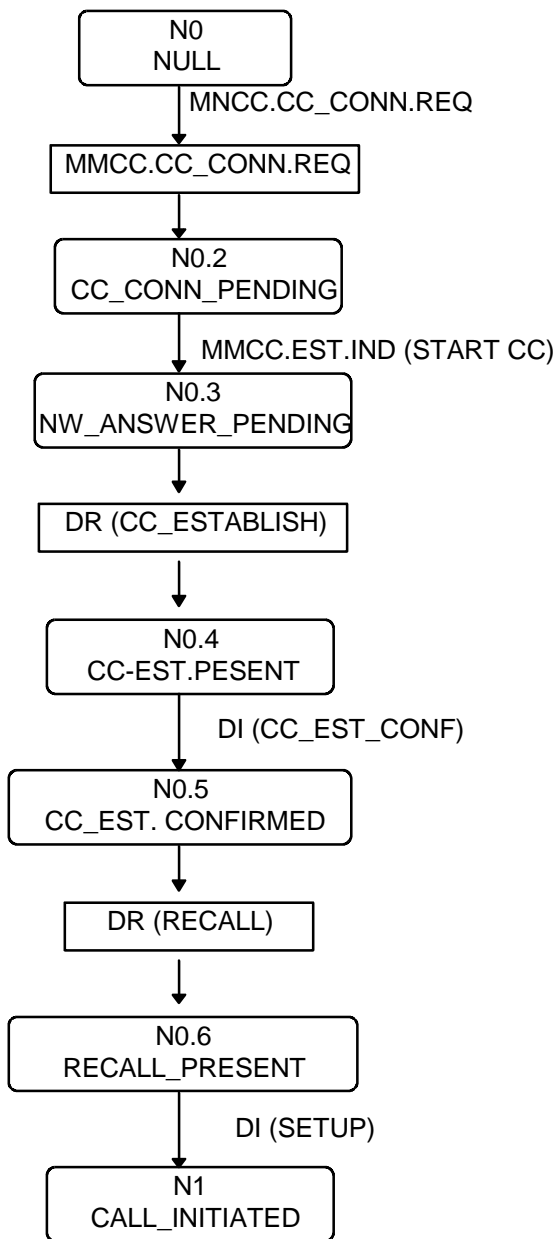 N0
NULL
MNCC.CC_CONN.REQ
MMCC.CC_CONN.REQ
N0.2
CC_CONN_PENDING
MMCC.EST.IND (START CC)
N0.3
NW_ANSWER_PENDING
DR (CC_ESTABLISH)
N0.4
CC-EST.PESENT
DI (CC_EST_CONF)
N0.5
CC_EST. CONFIRMED
DR (RECALL)
N0.6
RECALL_PRESENT
DI (SETUP)
N1
CALL_INITIATED